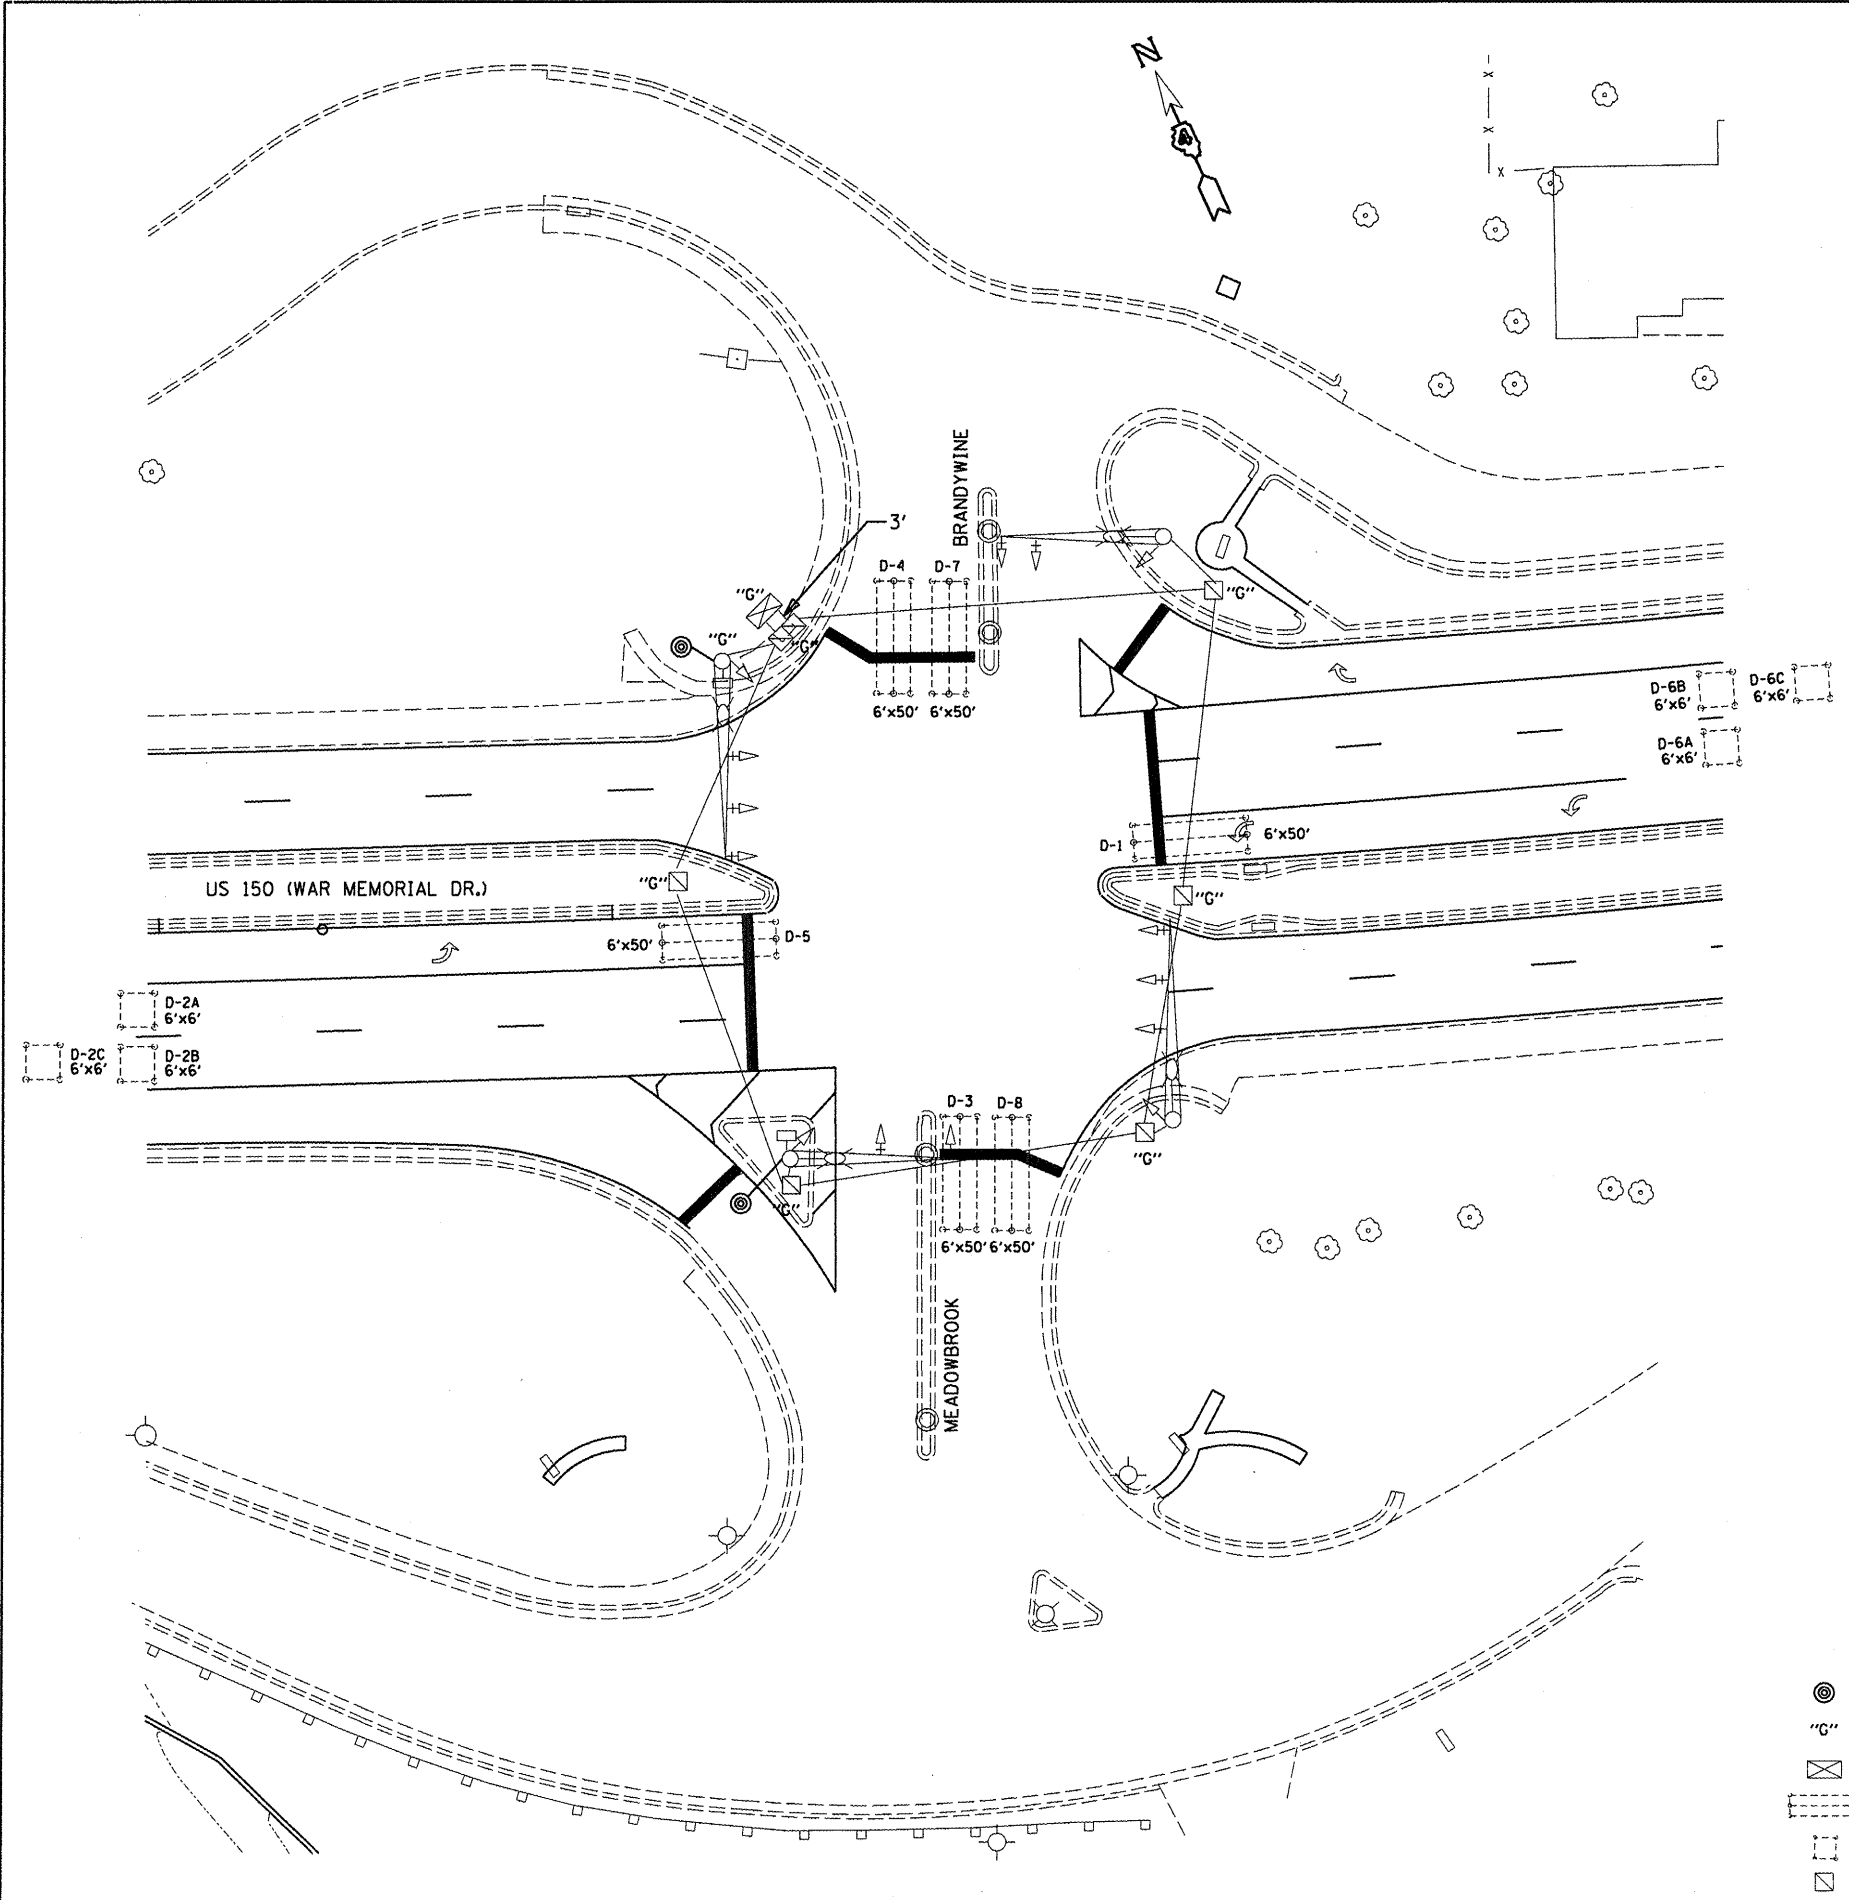 N
BRANDYWINE
3'
D-4 D-7
"G"
"G"
"G"
"G"
6'x50' 6'x50'
D-6B
6'x6'
D-6C
6'x6'
D-6A
6'x6'
D-1
6'x50'
"G"
US 150 (WAR MEMORIAL DR.)
"G"
6'x50'
D-5
D-2A
6'x6'
D-2C
6'x6'
D-2B
6'x6'
D-3 D-8
"G"
"G"
6'x50' 6'x50'
MEADOWBROOK
"G"